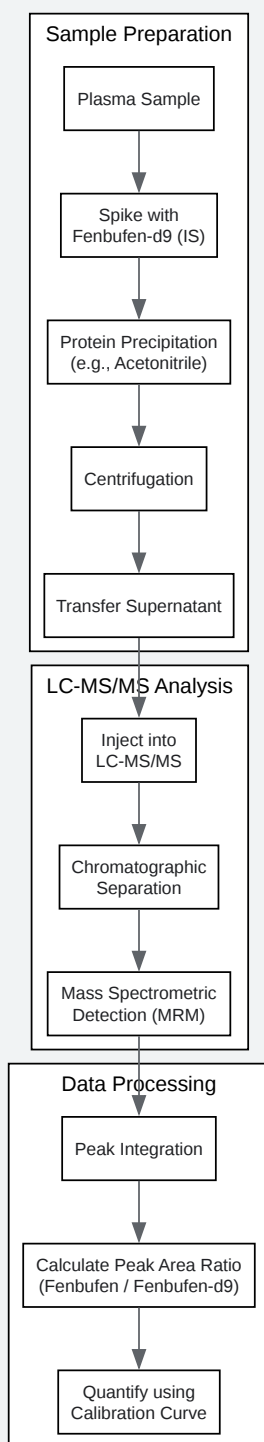 Sample Preparation
Plasma Sample
Spike with
Fenbufen-d9 (IS)
Protein Precipitation
(e.g., Acetonitrile)
Centrifugation
Transfer Supernatant
LC-MS/MS Analysis
Inject into
LC-MS/MS
Chromatographic
Separation
Mass Spectrometric
Detection (MRM)
Data Processing
Peak Integration
Calculate Peak Area Ratio
(Fenbufen / Fenbufen-d9)
Quantify using
Calibration Curve